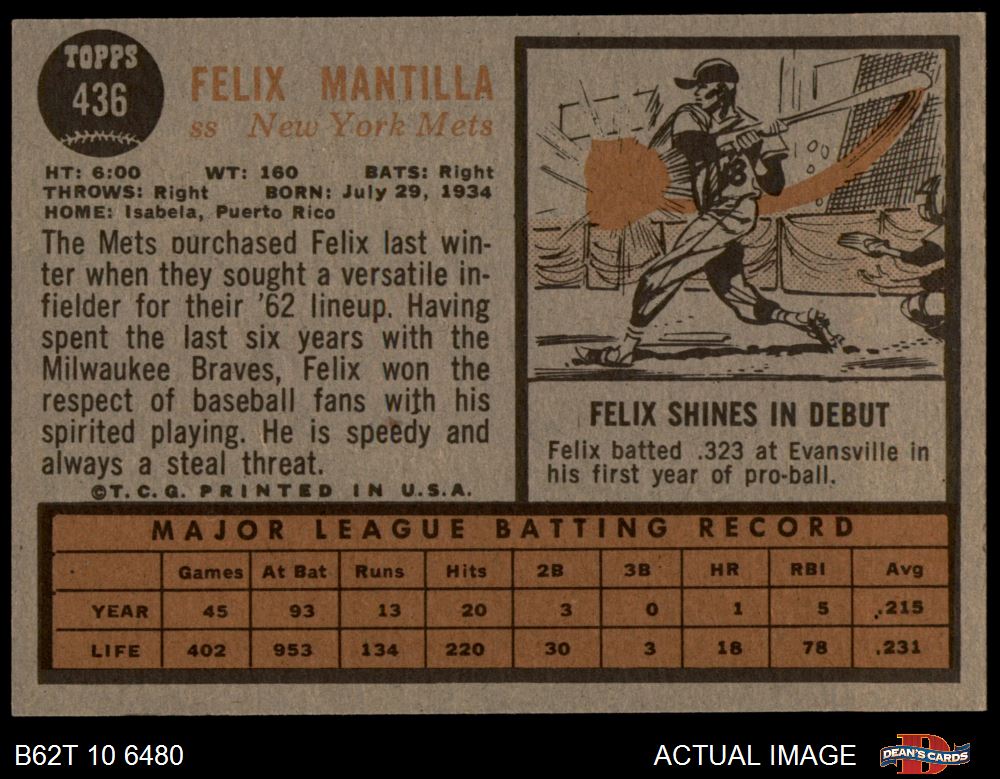 TOPPS
436
FELIX MANTILLA
ss New York Mets
HT: 6:00 WT: 160 BATS: Right
THROWS: Right BORN: July 29, 1934
HOME: Isabela, Puerto Rico
The Mets purchased Felix last win-
ter when they sought a versatile in-
fielder for their '62 lineup. Having
spent the last six years with the
Milwaukee Braves, Felix won the
respect of baseball fans with his
spirited playing. He is speedy and
always a steal threat.
©T.C.G. PRINTED IN U.S.A.
13
FELIX SHINES IN DEBUT
Felix batted .323 at Evansville in
his first year of pro-ball.
MAJOR LEAGUE BATTING RECORD
Games At Bat Runs Hits 2B 3B HR RBI Avg
YEAR 45 93 13 20 3 0 1 5 .215
LIFE 402 953 134 220 30 3 18 78 .231
B62T 10 6480 ACTUAL IMAGE D DEAN'S CARDS